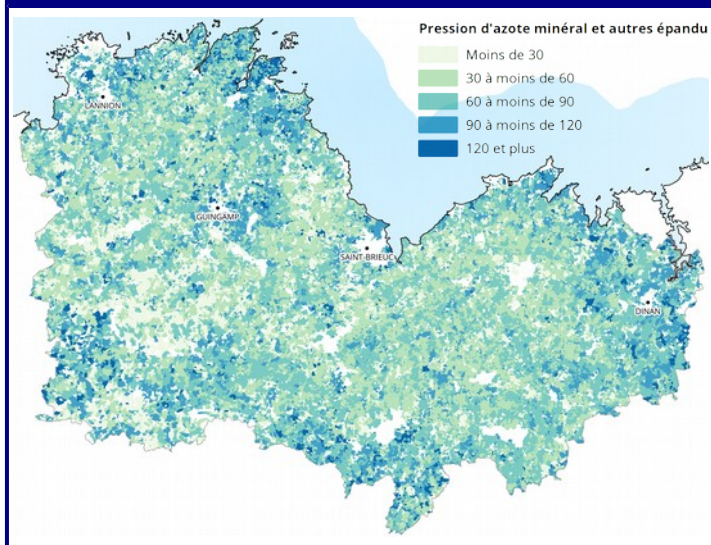 Pression d'azote minéral et autres épandu
Moins de 30
30 à moins de 60
60 à moins de 90
90 à moins de 120
120 et plus
LANNION
GUINGAMP
SAINT-BRIEUC
DINAN